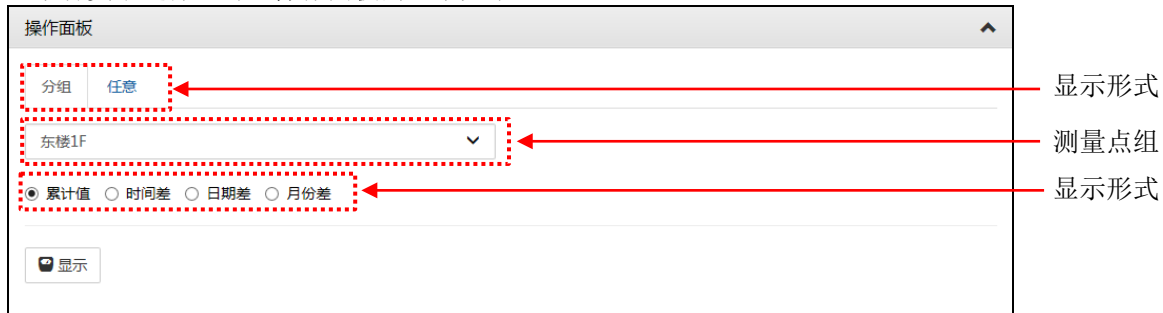 操作面板
分组 任意 显示形式
东楼1F 测量点组
累计值 时间差 日期差 月份差 显示形式
显示